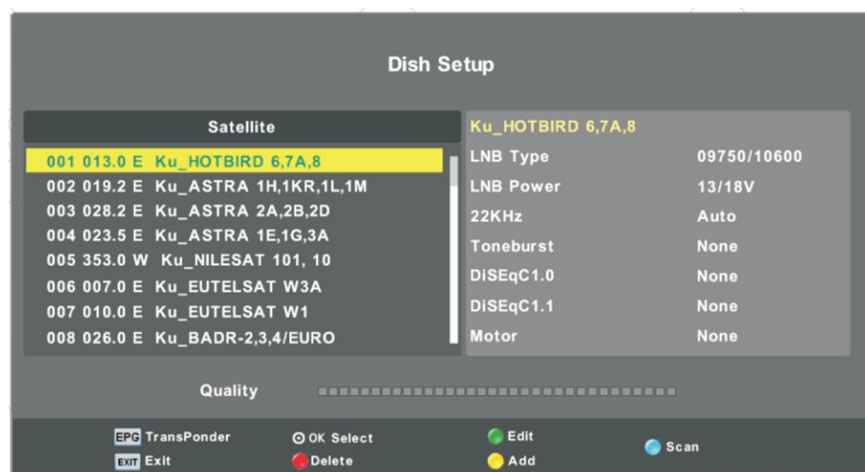 Dish Setup
Satellite
001 013.0 E Ku_HOTBIRD 6,7A,8
002 019.2 E Ku_ASTRA 1H,1KR,1L,1M
003 028.2 E Ku_ASTRA 2A,2B,2D
004 023.5 E Ku_ASTRA 1E,1G,3A
005 353.0 W Ku_NILESAT 101, 10
006 007.0 E Ku_EUTELSAT W3A
007 010.0 E Ku_EUTELSAT W1
008 026.0 E Ku_BADR-2,3,4/EURO
Ku_HOTBIRD 6,7A,8
LNB Type 09750/10600
LNB Power 13/18V
22KHz Auto
Toneburst None
DiSEqC1.0 None
DiSEqC1.1 None
Motor None
Quality
EPG TransPonder OK Select Edit Scan
EXIT Exit Delete Add